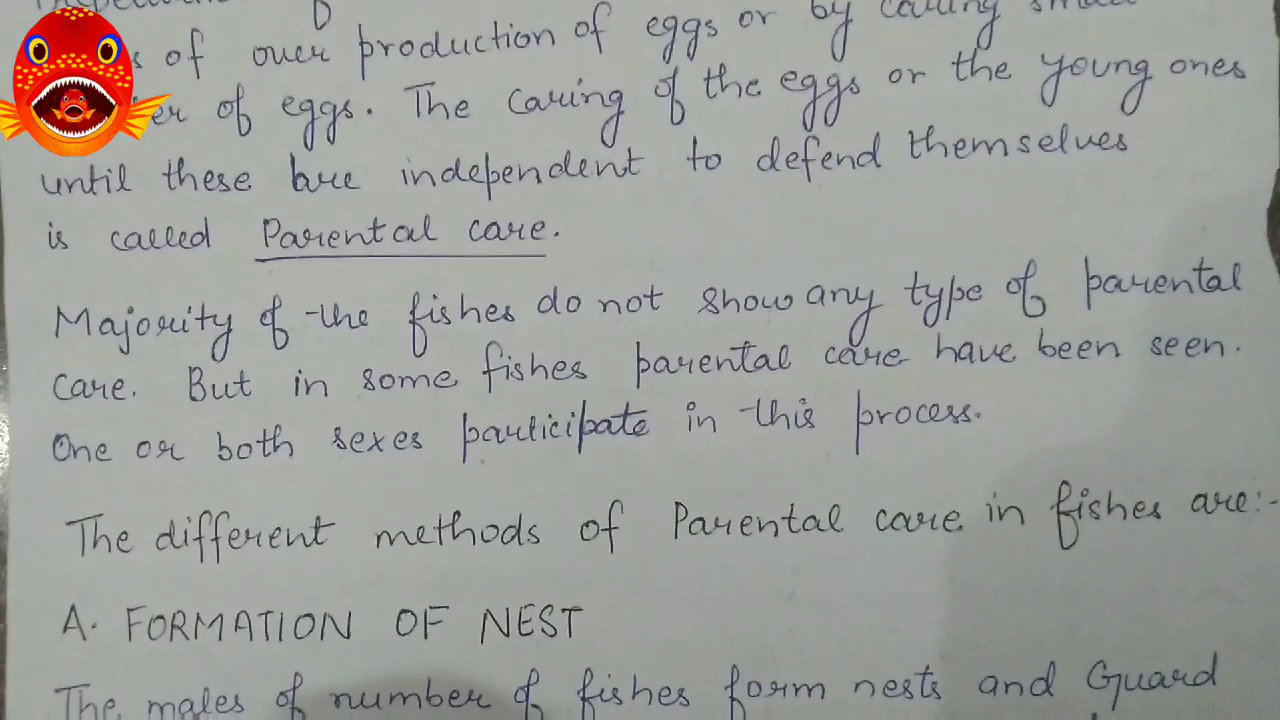 s of over production of eggs or by caring small
er of eggs. The caring of the eggs or the young ones
until these are independent to defend themselves
is called Parental care.
Majority of the fishes do not show any type of parental
care. But in some fishes parental care have been seen.
One or both sexes participate in this process.
The different methods of Parental care in fishes are:-
A. FORMATION OF NEST
The males of number of fishes form nests and Guard